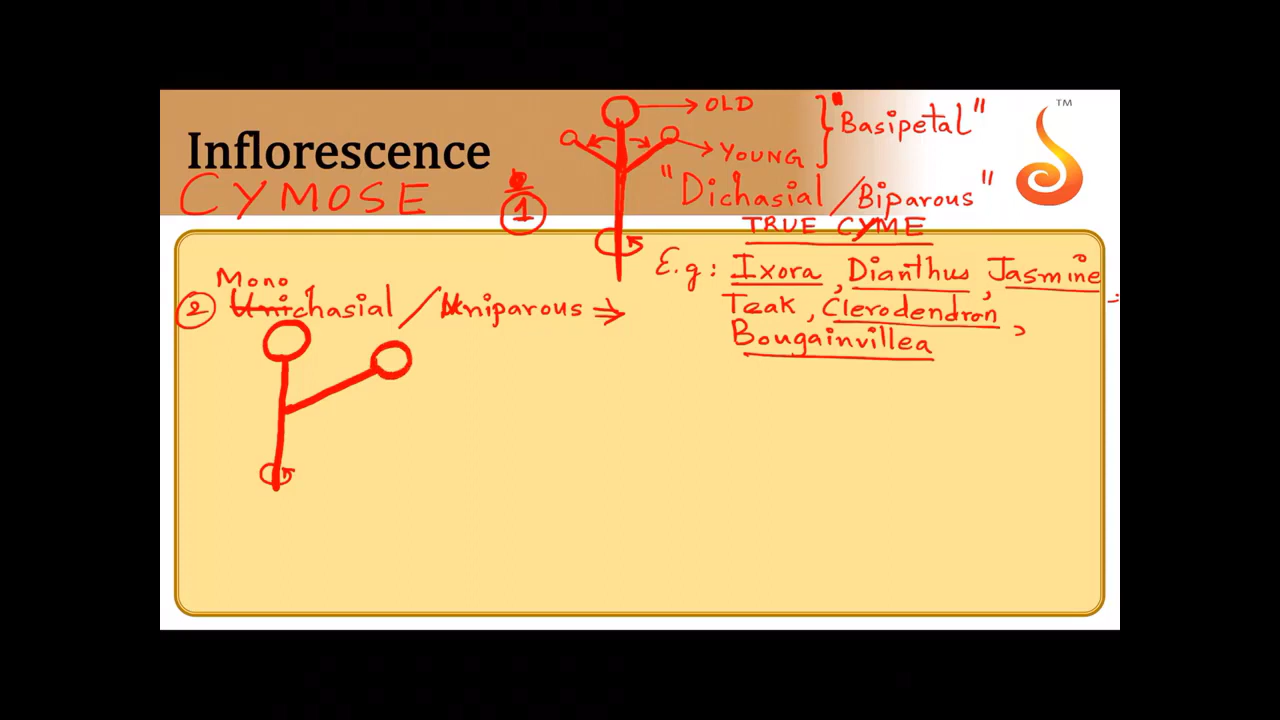 Inflorescence
CYMOSE
1
OLD
YOUNG
"Basipetal"
"Dichasial / Biparous"
TRUE CYME
E.g : Ixora , Dianthus , Jasmine
Teak , Clerodendron ,
Bougainvillea
Mono
2 Unichasial / Uniparous →
TM